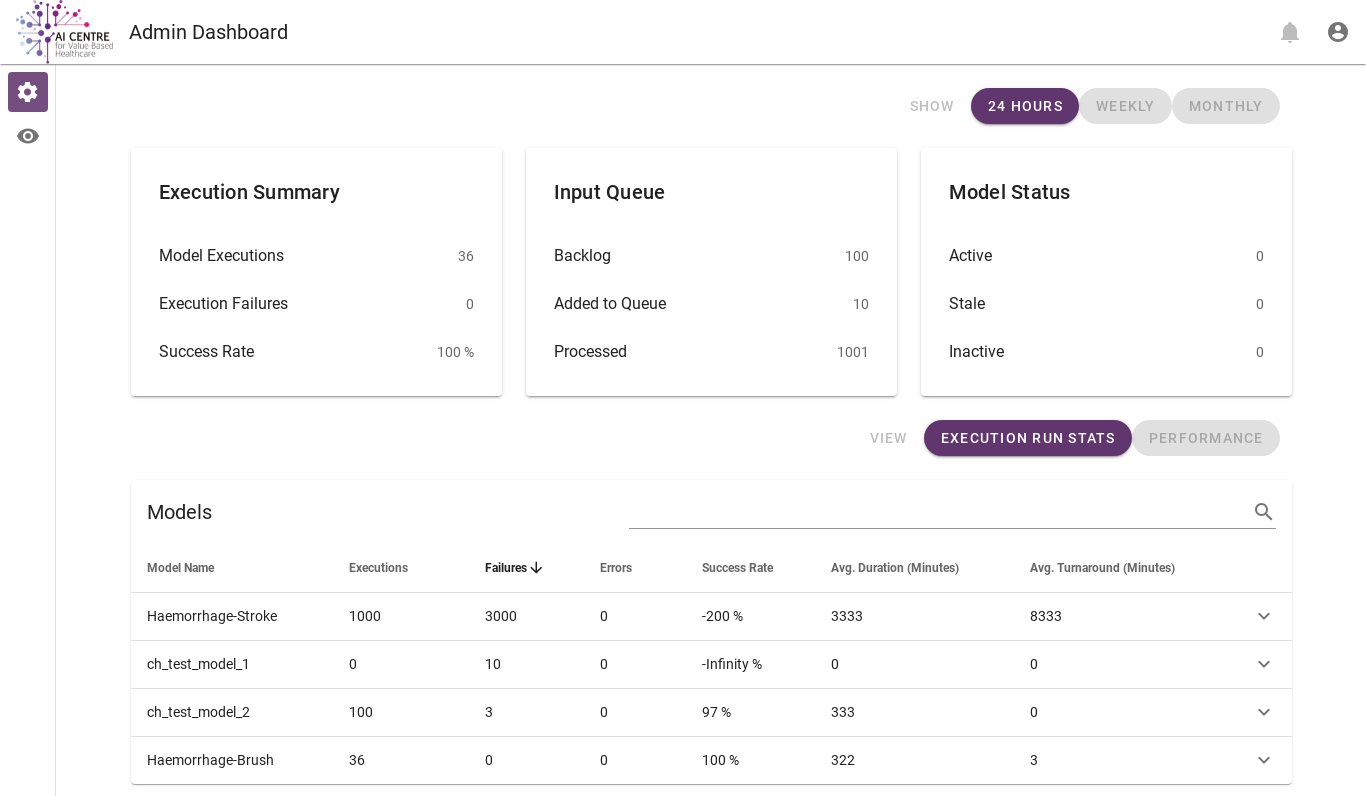 AI CENTRE
for Value Based
Healthcare
Admin Dashboard
SHOW 24 HOURS WEEKLY MONTHLY
Execution Summary
Model Executions 36
Execution Failures 0
Success Rate 100 %
Input Queue
Backlog 100
Added to Queue 10
Processed 1001
Model Status
Active 0
Stale 0
Inactive 0
VIEW EXECUTION RUN STATS PERFORMANCE
Models
Model Name Executions Failures Errors Success Rate Avg. Duration (Minutes) Avg. Turnaround (Minutes)
Haemorrhage-Stroke 1000 3000 0 -200 % 3333 8333
ch_test_model_1 0 10 0 -Infinity % 0 0
ch_test_model_2 100 3 0 97 % 333 0
Haemorrhage-Brush 36 0 0 100 % 322 3